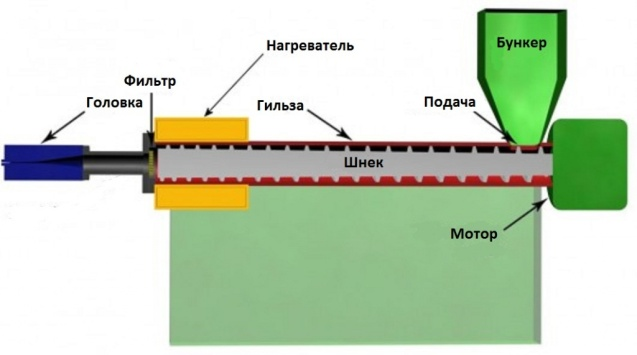 Бункер
Нагреватель
Фильтр
Головка
Гильза
Подача
Шнек
Мотор